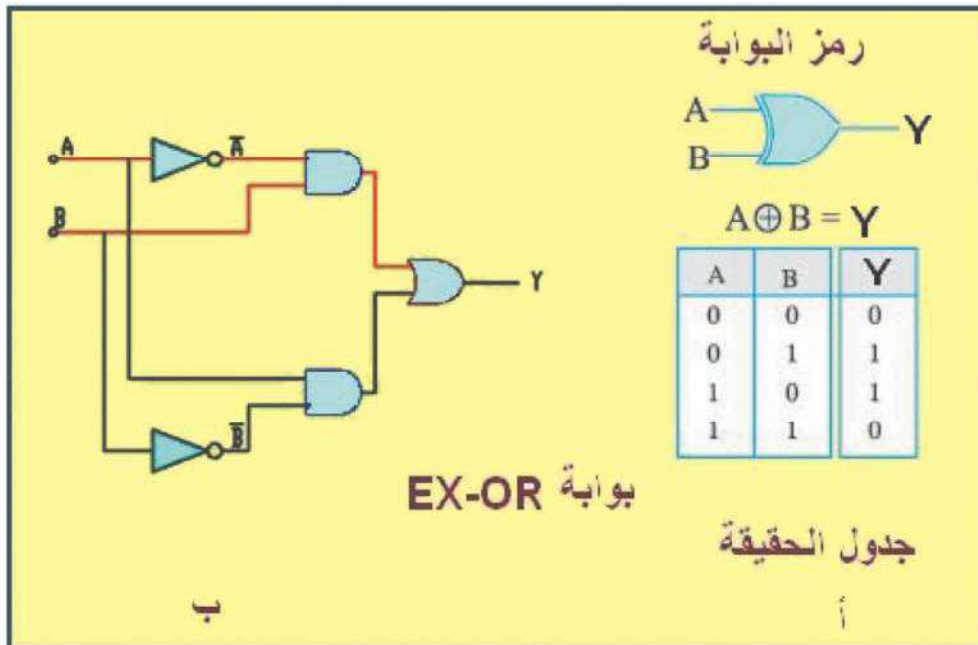 رمز البوابة
A
B
Y
A⊕B = Y
A B Y
0 0 0
0 1 1
1 0 1
1 1 0
جدول الحقيقة
أ
A
A̅
B
B̅
Y
بوابة EX-OR
ب